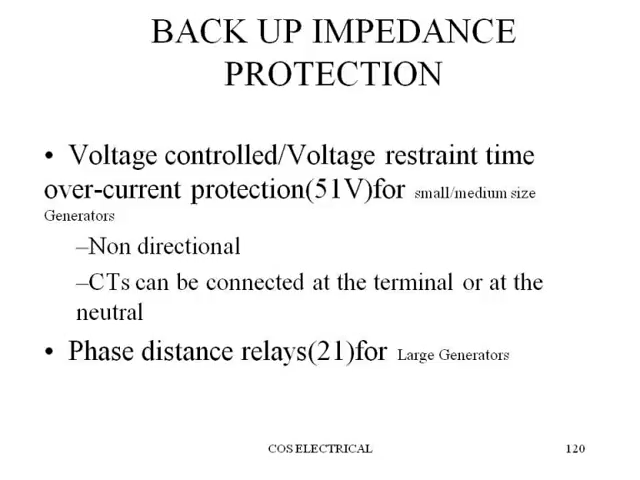 BACK UP IMPEDANCE
PROTECTION
• Voltage controlled/Voltage restraint time
over-current protection(51V)for small/medium size
Generators
–Non directional
–CTs can be connected at the terminal or at the
neutral
• Phase distance relays(21)for Large Generators
COS ELECTRICAL 120